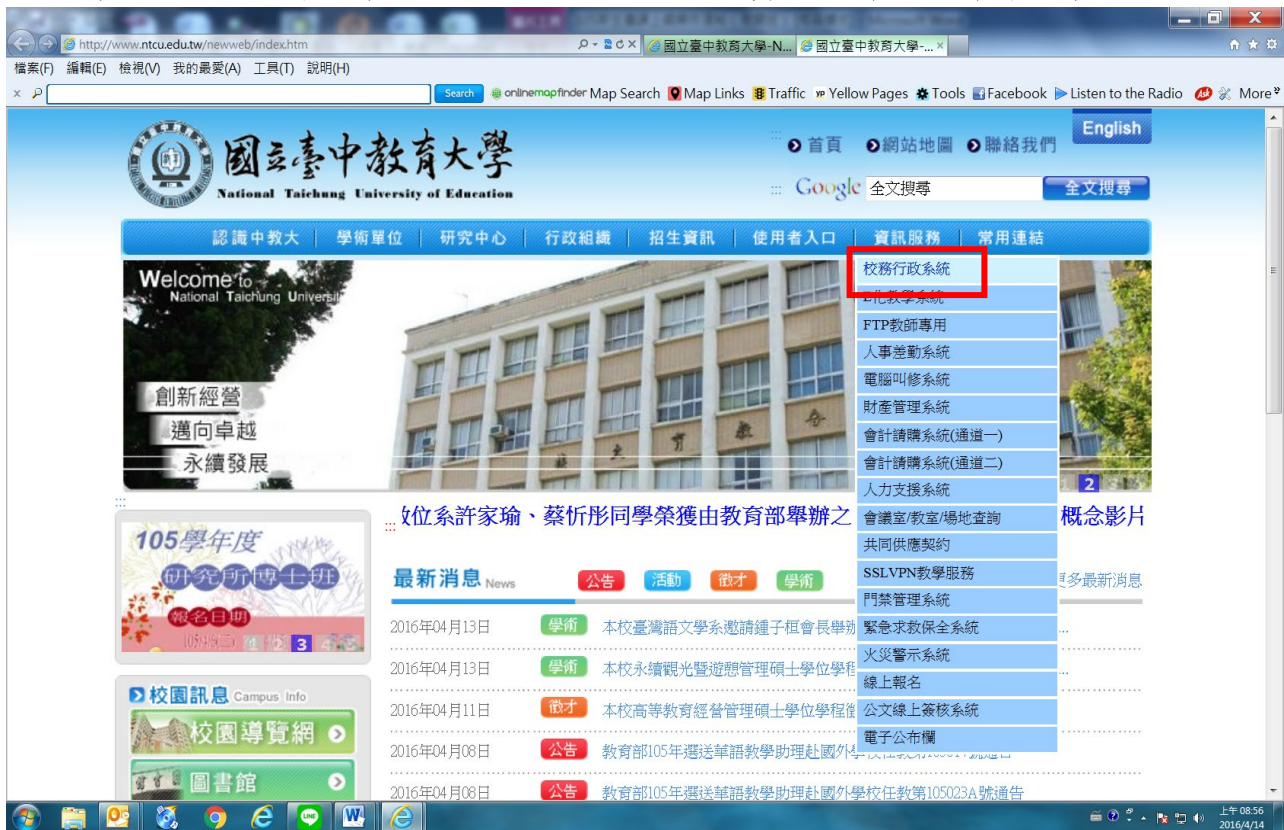 http://www.ntcu.edu.tw/newweb/index.htm
國立臺中教育大學-N...
國立臺中教育大學-...
檔案(F) 編輯(E) 檢視(V) 我的最愛(A) 工具(T) 說明(H)
Search onlinemapfinder Map Search Map Links Traffic Yellow Pages Tools Facebook Listen to the Radio Ask More
English
國立臺中教育大學
National Taichung University of Education
首頁 網站地圖 聯絡我們
Google 全文搜尋 全文搜尋
認識中教大 | 學術單位 | 研究中心 | 行政組織 | 招生資訊 | 使用者入口 | 資訊服務 | 常用連結
校務行政系統
E化教學系統
FTP教師專用
人事差勤系統
電腦叫修系統
財產管理系統
會計請購系統(通道一)
會計請購系統(通道二)
人力支援系統
會議室/教室/場地查詢
共同供應契約
SSLVPN教學服務
門禁管理系統
緊急求救保全系統
火災警示系統
線上報名
公文線上簽核系統
電子公布欄
Welcome to
National Taichung Universit
創新經營
邁向卓越
永續發展
2
位系許家瑜、蔡忻彤同學榮獲由教育部舉辦之
概念影片
105學年度
研究所博士班
報名日期
3
最新消息 News 公告 活動 徵才 學術
多最新消息
2016年04月13日 學術 本校臺灣語文學系邀請鍾子桓會長舉辦
2016年04月13日 學術 本校永續觀光暨遊憩管理碩士學位學程
2016年04月11日 徵才 本校高等教育經營管理碩士學位學程
2016年04月08日 公告 教育部105年選送華語教學助理赴國外
2016年04月08日 公告 教育部105年選送華語教學助理赴國外學校任教第105023A號通告
校園訊息 Campus Info
校園導覽網
圖書館
上午 08:56
2016/4/14